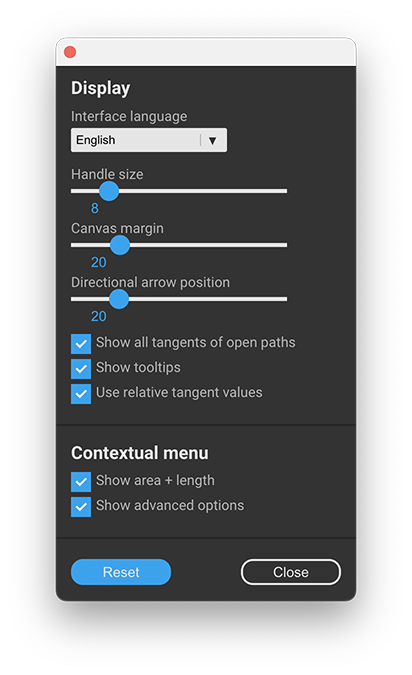 Display
Interface language
English
Handle size
8
Canvas margin
20
Directional arrow position
20
Show all tangents of open paths
Show tooltips
Use relative tangent values
Contextual menu
Show area + length
Show advanced options
Reset
Close